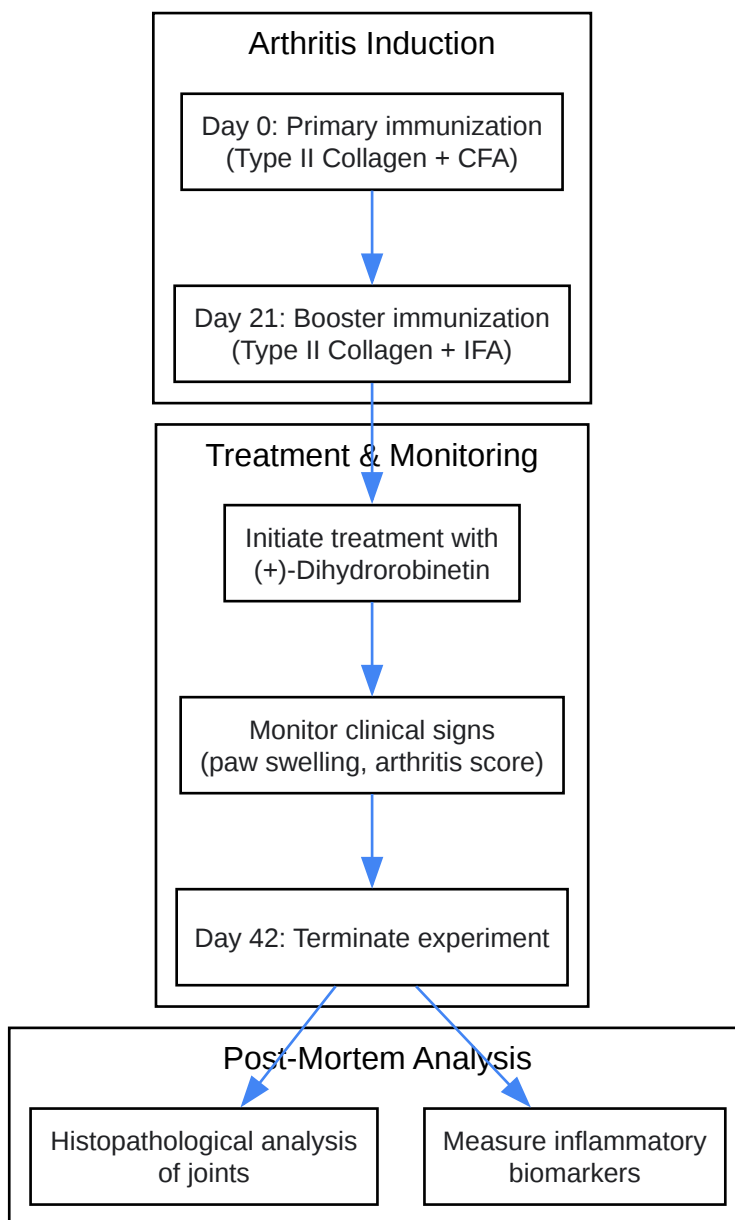 Arthritis Induction
Day 0: Primary immunization
(Type II Collagen + CFA)
Day 21: Booster immunization
(Type II Collagen + IFA)
Treatment & Monitoring
Initiate treatment with
(+)-Dihydrorobinetin
Monitor clinical signs
(paw swelling, arthritis score)
Day 42: Terminate experiment
Post-Mortem Analysis
Histopathological analysis
of joints
Measure inflammatory
biomarkers